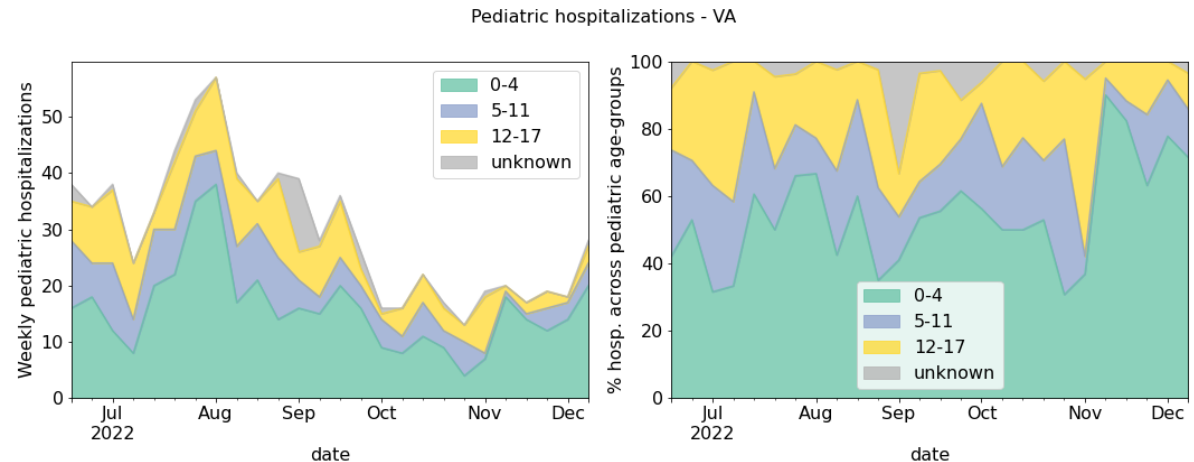 Pediatric hospitalizations - VA
Weekly pediatric hospitalizations
50
40
30
20
10
0
0-4
5-11
12-17
unknown
Jul
2022
Aug
Sep
Oct
Nov
Dec
date
% hosp. across pediatric age-groups
100
80
60
40
20
0
0-4
5-11
12-17
unknown
Jul
2022
Aug
Sep
Oct
Nov
Dec
date